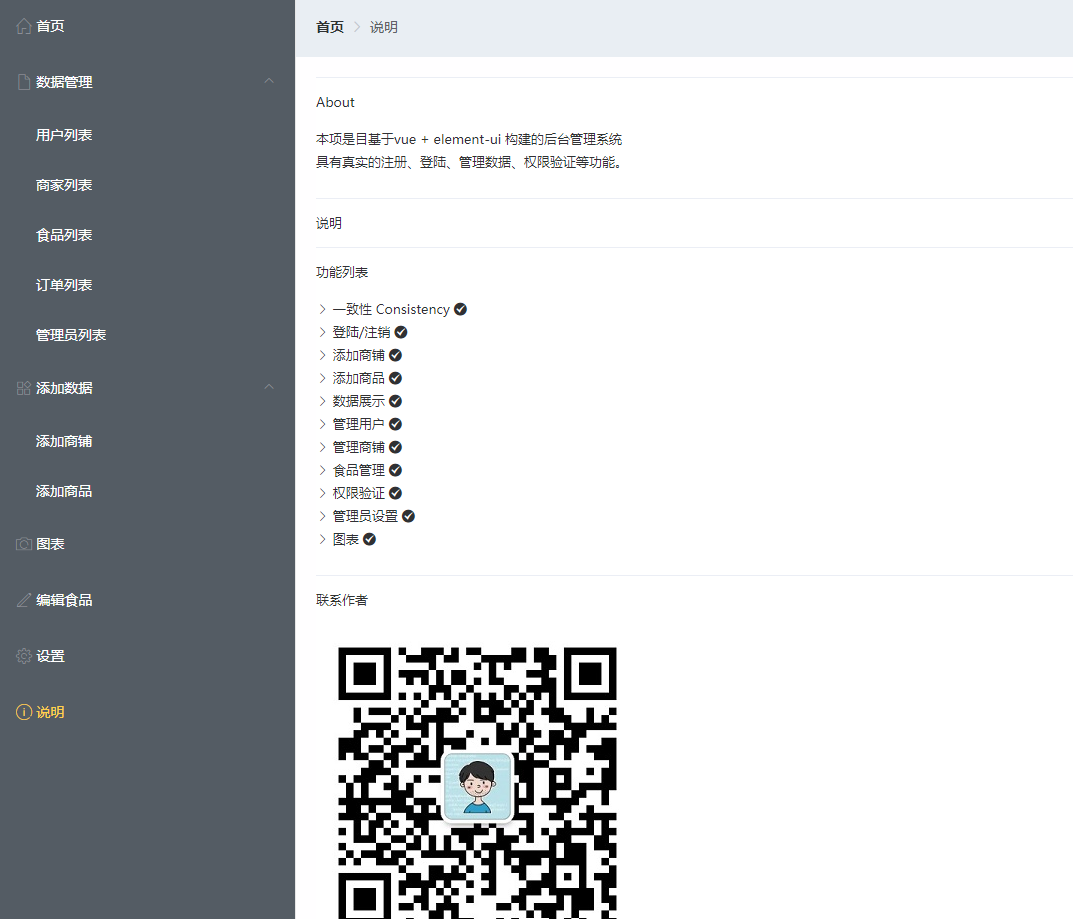 首页
数据管理
用户列表
商家列表
食品列表
订单列表
管理员列表
添加数据
添加商铺
添加商品
图表
编辑食品
设置
说明
首页 > 说明
About
本项是目基于vue + element-ui 构建的后台管理系统
具有真实的注册、登陆、管理数据、权限验证等功能。
说明
功能列表
一致性 Consistency
登陆/注销
添加商铺
添加商品
数据展示
管理用户
管理商铺
食品管理
权限验证
管理员设置
图表
联系作者